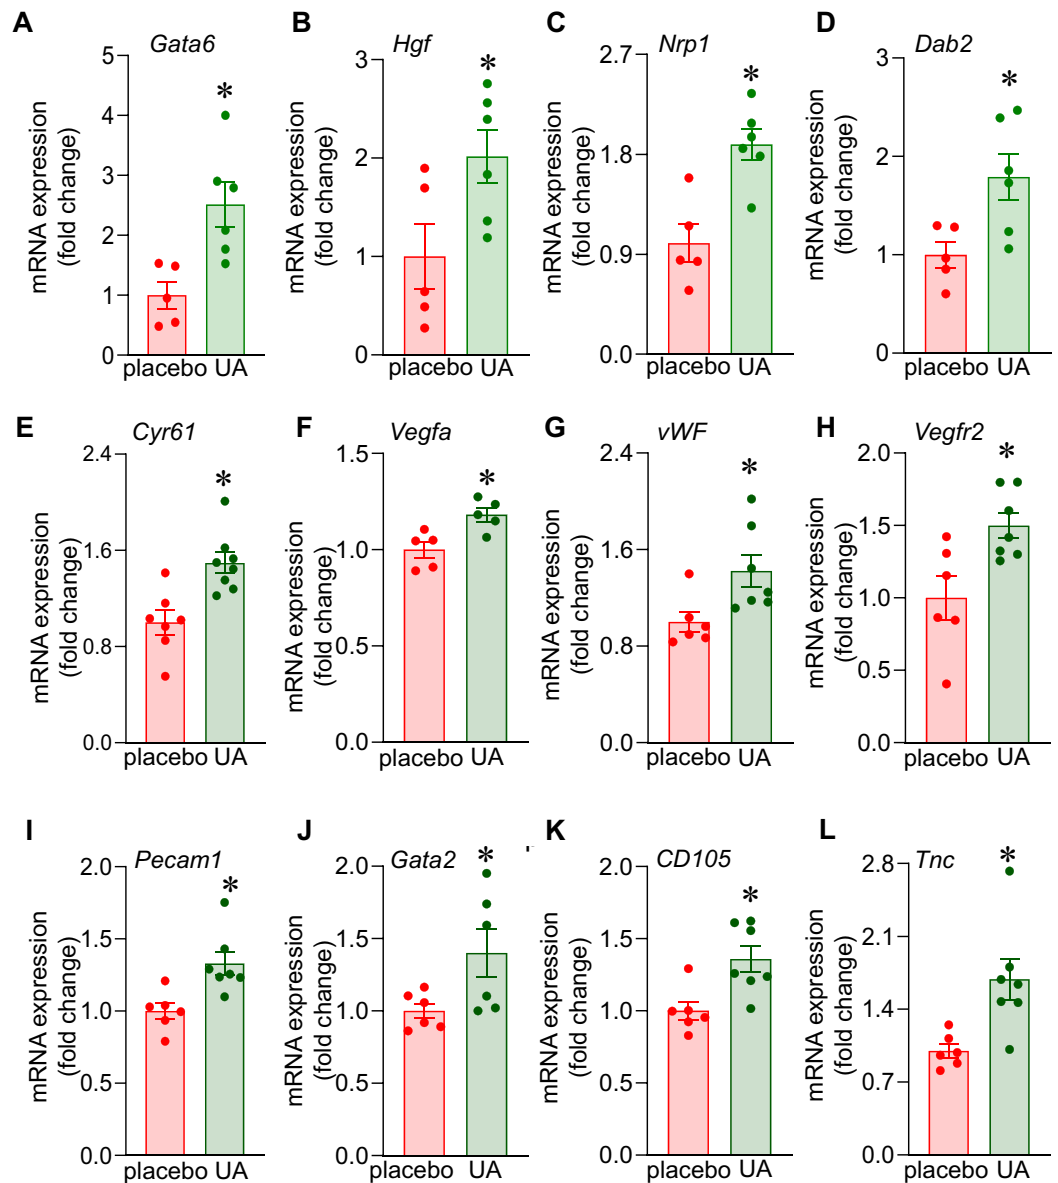 A
Gata6
mRNA expression
(fold change)
5
4
3
2
1
0
*
placebo UA
B
Hgf
mRNA expression
(fold change)
3
2
1
0
*
placebo UA
C
Nrp1
mRNA expression
(fold change)
2.7
1.8
0.9
0.0
*
placebo UA
D
Dab2
mRNA expression
(fold change)
3
2
1
3
*
placebo UA
E
Cyr61
mRNA expression
(fold change)
2.4
1.6
0.8
0.0
*
placebo UA
F
Vegfa
mRNA expression
(fold change)
1.5
1.0
0.5
0.0
*
placebo UA
G
vWF
mRNA expression
(fold change)
2.4
1.6
0.8
0.0
*
placebo UA
H
Vegfr2
mRNA expression
(fold change)
2.0
1.5
1.0
0.5
0.0
*
placebo UA
I
Pecam1
mRNA expression
(fold change)
2.0
1.5
1.0
0.5
0.0
*
placebo UA
J
Gata2
mRNA expression
(fold change)
2.0
1.5
1.0
0.5
0.0
*
placebo UA
K
CD105
mRNA expression
(fold change)
2.0
1.5
1.0
0.5
0.0
*
placebo UA
L
Tnc
mRNA expression
(fold change)
2.8
2.1
1.4
0.7
0.0
*
placebo UA